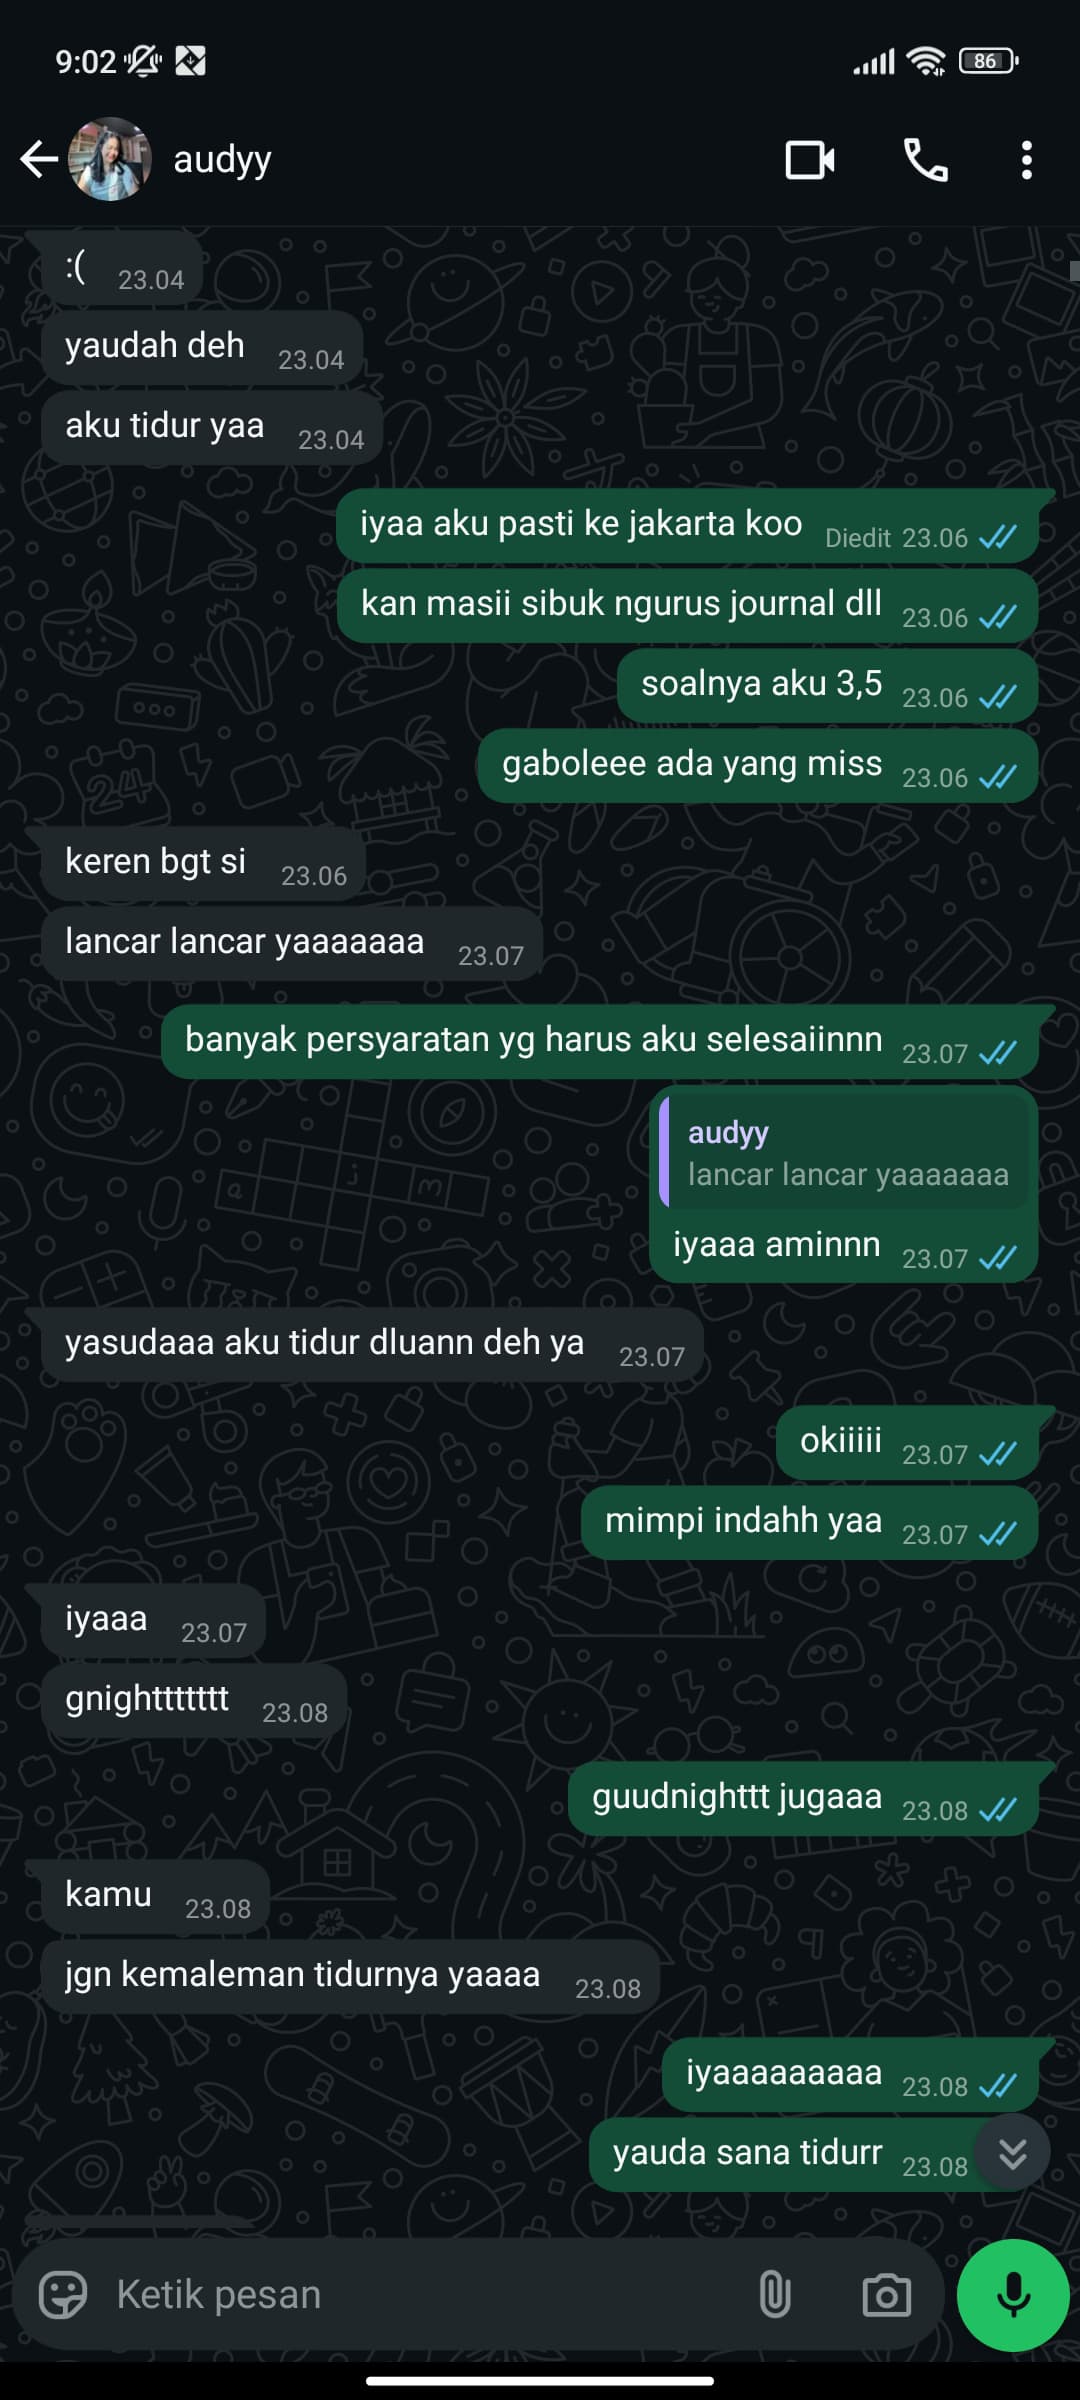 9:02
86
audyy
:( 23.04
yaudah deh 23.04
aku tidur yaa 23.04
iyaa aku pasti ke jakarta koo Diedit 23.06
kan masii sibuk ngurus journal dll 23.06
soalnya aku 3,5 23.06
gaboleee ada yang miss 23.06
keren bgt si 23.06
lancar lancar yaaaaaaa 23.07
banyak persyaratan yg harus aku selesaiinnn 23.07
audyy
lancar lancar yaaaaaaa
iyaaa aminnn 23.07
yasudaaa aku tidur dluann deh ya 23.07
okiiiii 23.07
mimpi indahh yaa 23.07
iyaaa 23.07
gnighttttttt 23.08
guudnighttt jugaaa 23.08
kamu 23.08
jgn kemaleman tidurnya yaaaa 23.08
iyaaaaaaaaa 23.08
yauda sana tidurr 23.08
Ketik pesan